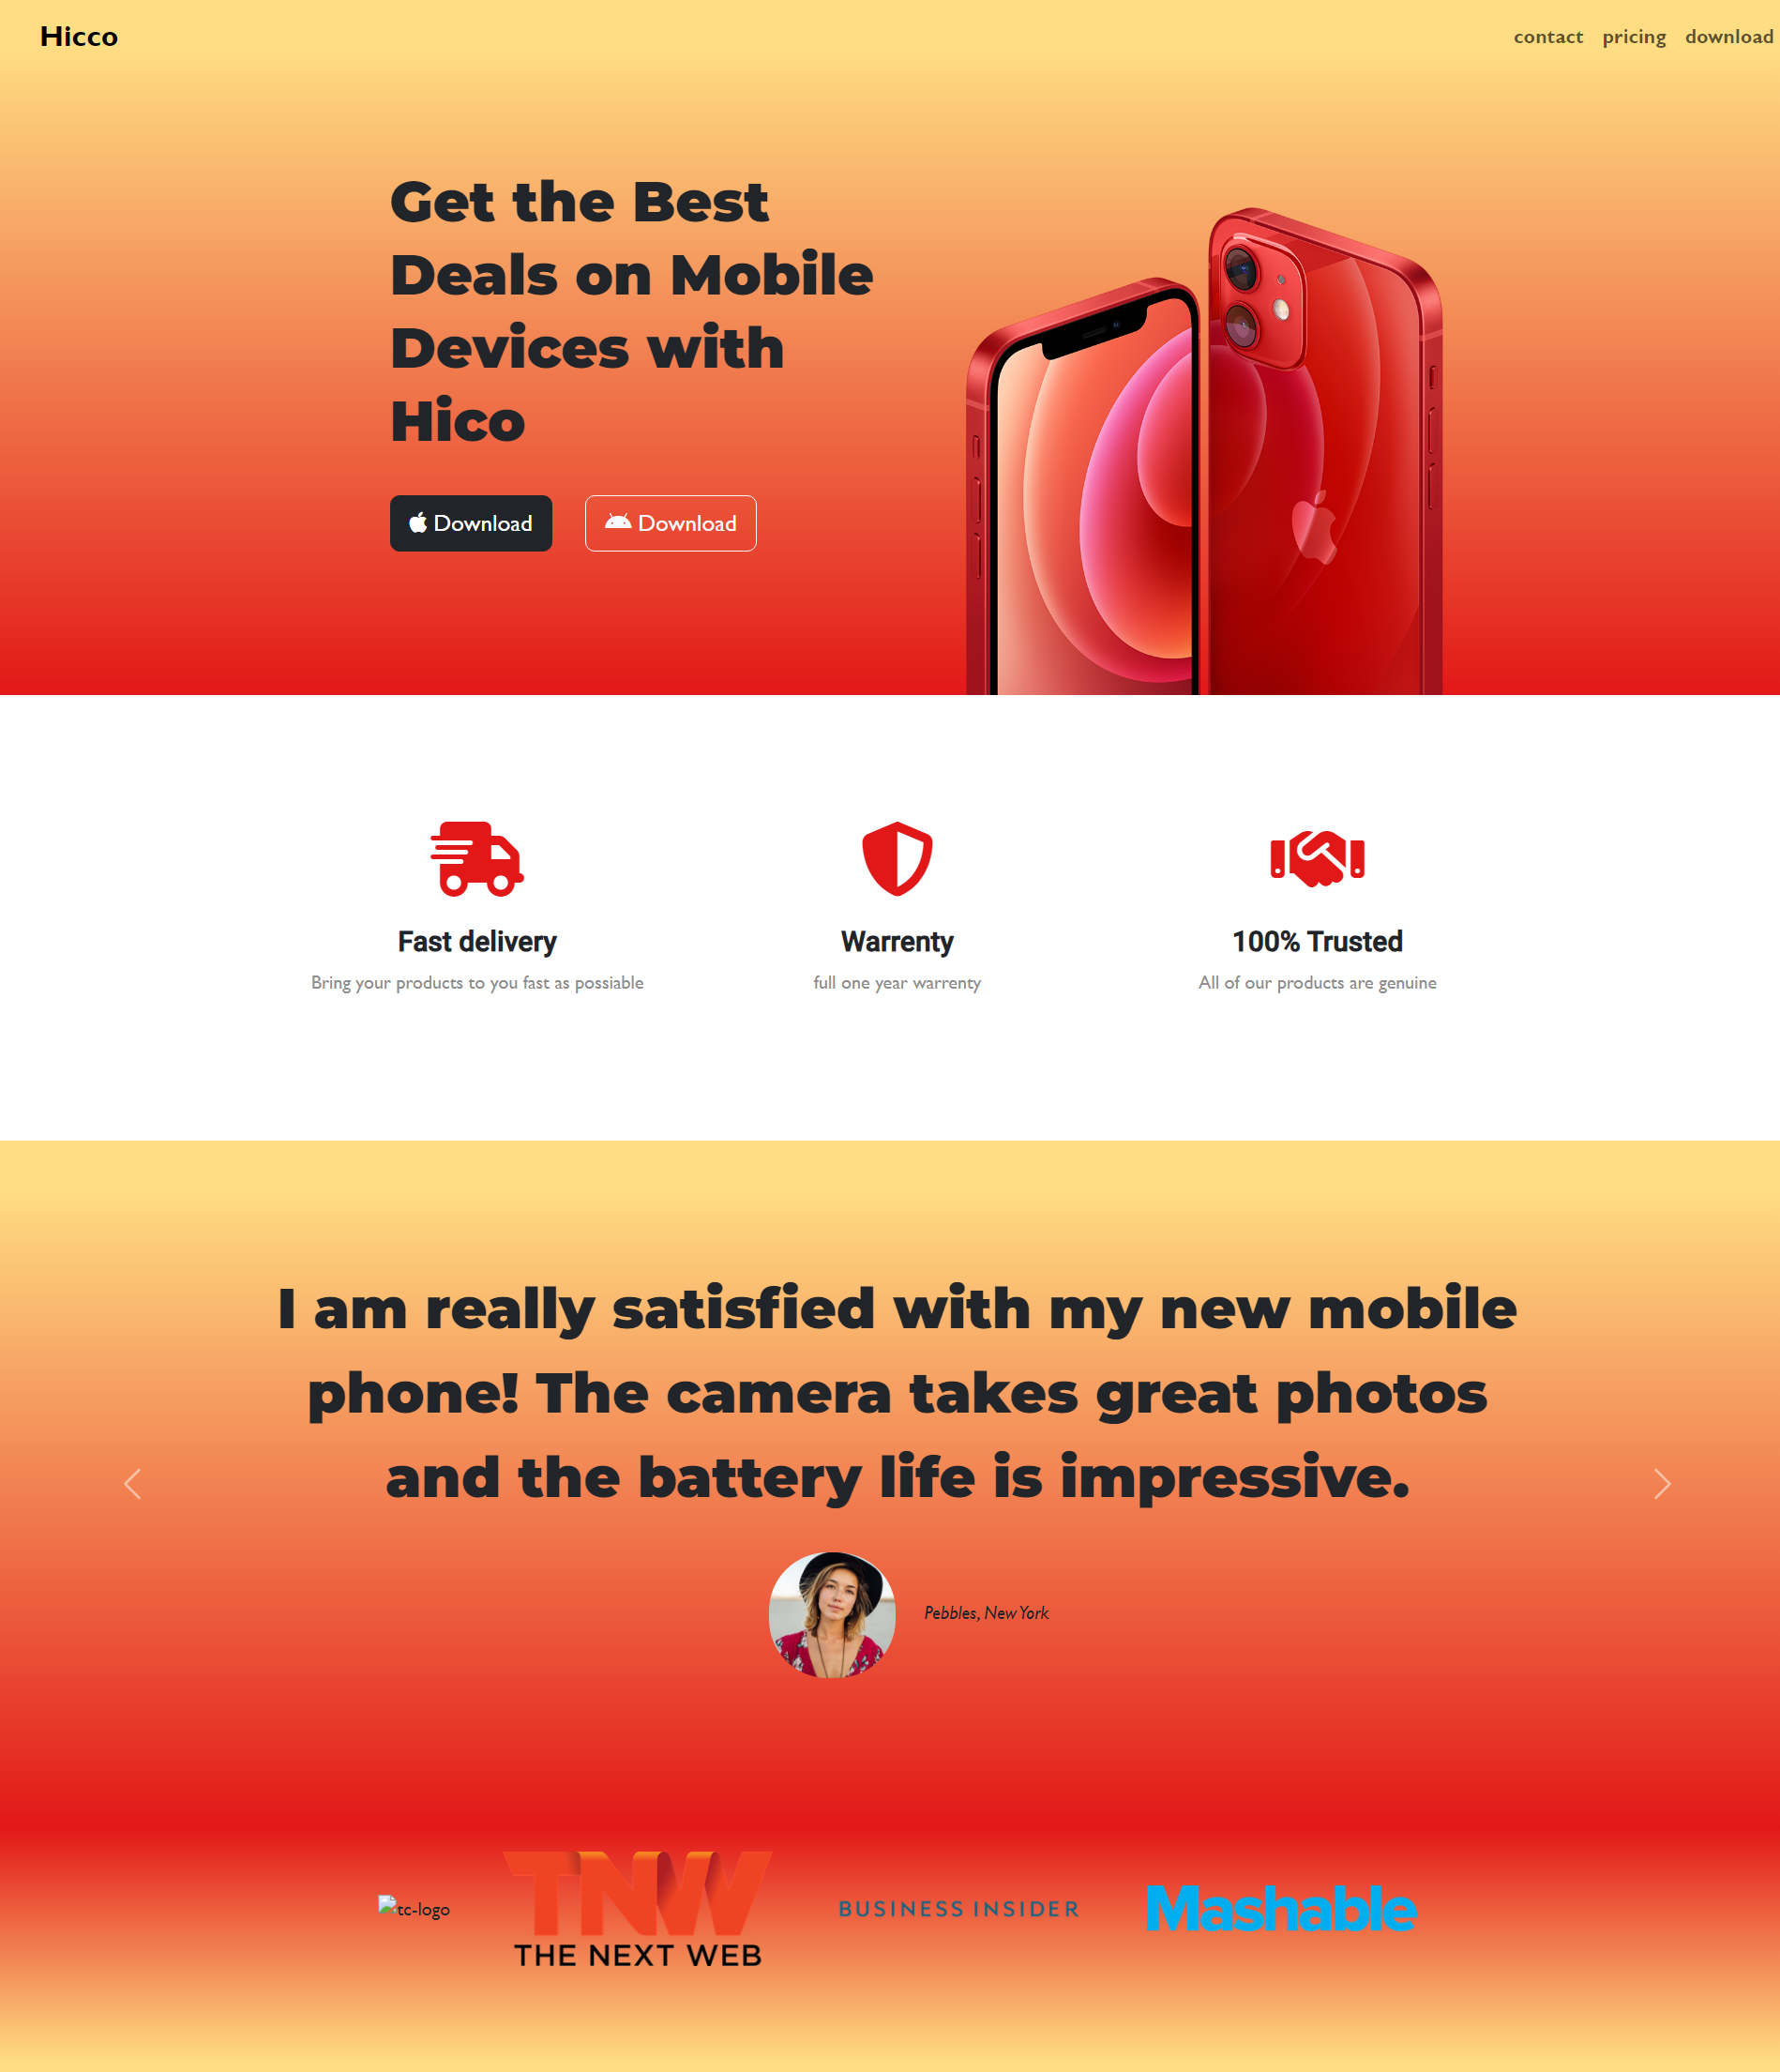 Hicco
contact pricing download
Get the Best
Deals on Mobile
Devices with
Hico
Download Download
Fast delivery
Bring your products to you fast as possiable
Warrenty
full one year warrenty
100% Trusted
All of our products are genuine
I am really satisfied with my new mobile
phone! The camera takes great photos
and the battery life is impressive.
Pebbles, New York
tc-logo
TNW
THE NEXT WEB
BUSINESS INSIDER
Mashable